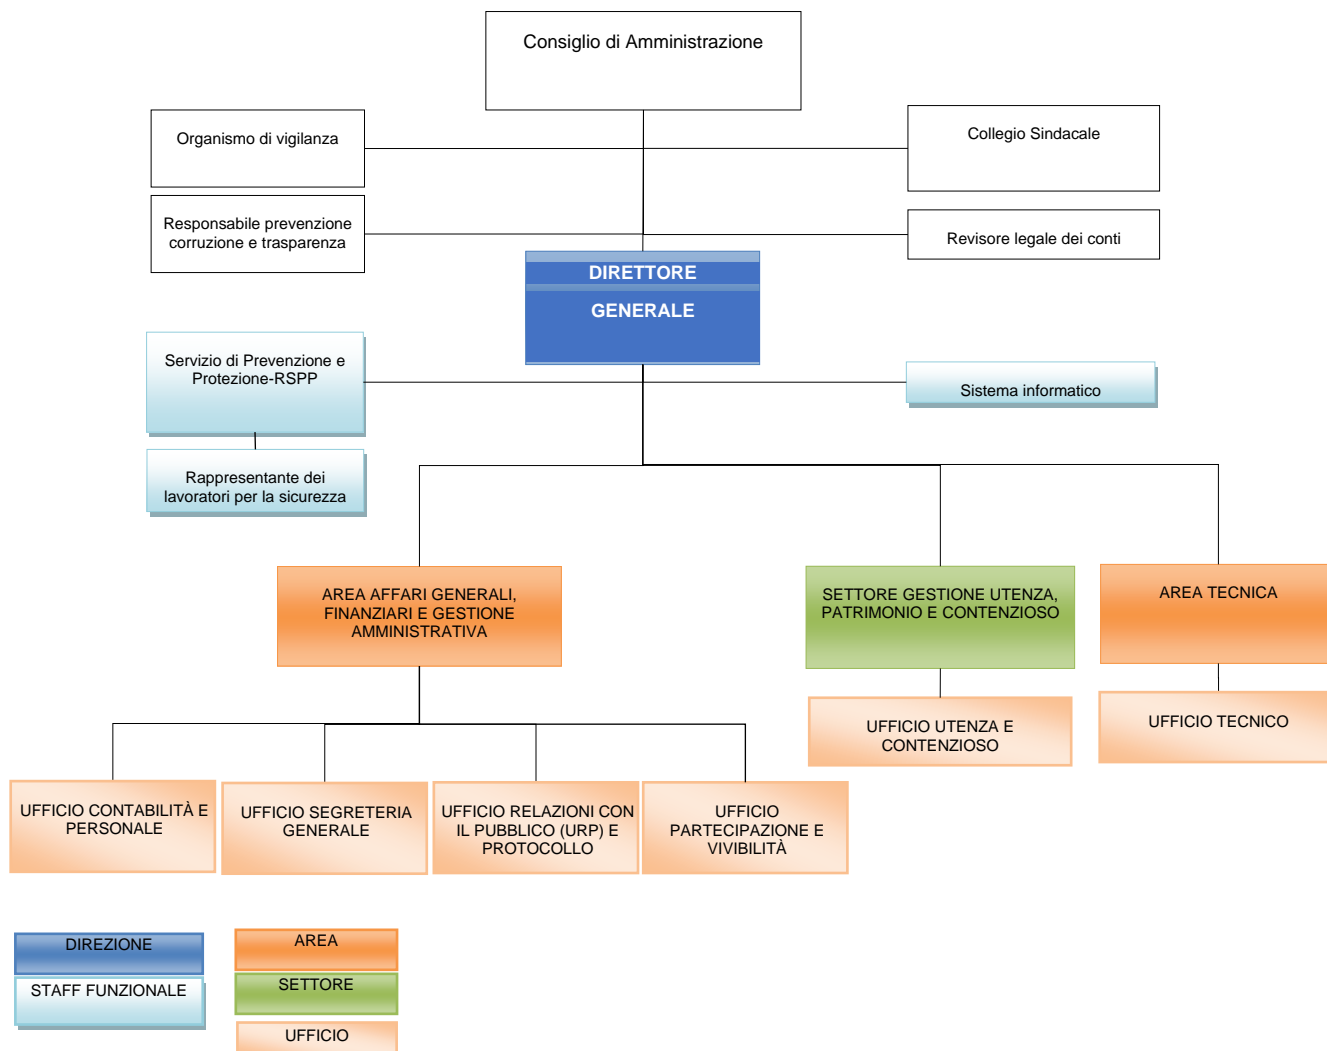 Consiglio di Amministrazione
Organismo di vigilanza
Collegio Sindacale
Responsabile prevenzione
corruzione e trasparenza
Revisore legale dei conti
DIRETTORE
GENERALE
Servizio di Prevenzione e
Protezione-RSPP
Sistema informatico
Rappresentante dei
lavoratori per la sicurezza
AREA AFFARI GENERALI,
FINANZIARI E GESTIONE
AMMINISTRATIVA
SETTORE GESTIONE UTENZA,
PATRIMONIO E CONTENZIOSO
AREA TECNICA
UFFICIO UTENZA E
CONTENZIOSO
UFFICIO TECNICO
UFFICIO CONTABILITÀ E
PERSONALE
UFFICIO SEGRETERIA
GENERALE
UFFICIO RELAZIONI CON
IL PUBBLICO (URP) E
PROTOCOLLO
UFFICIO
PARTECIPAZIONE E
VIVIBILITÀ
DIREZIONE
AREA
STAFF FUNZIONALE
SETTORE
UFFICIO